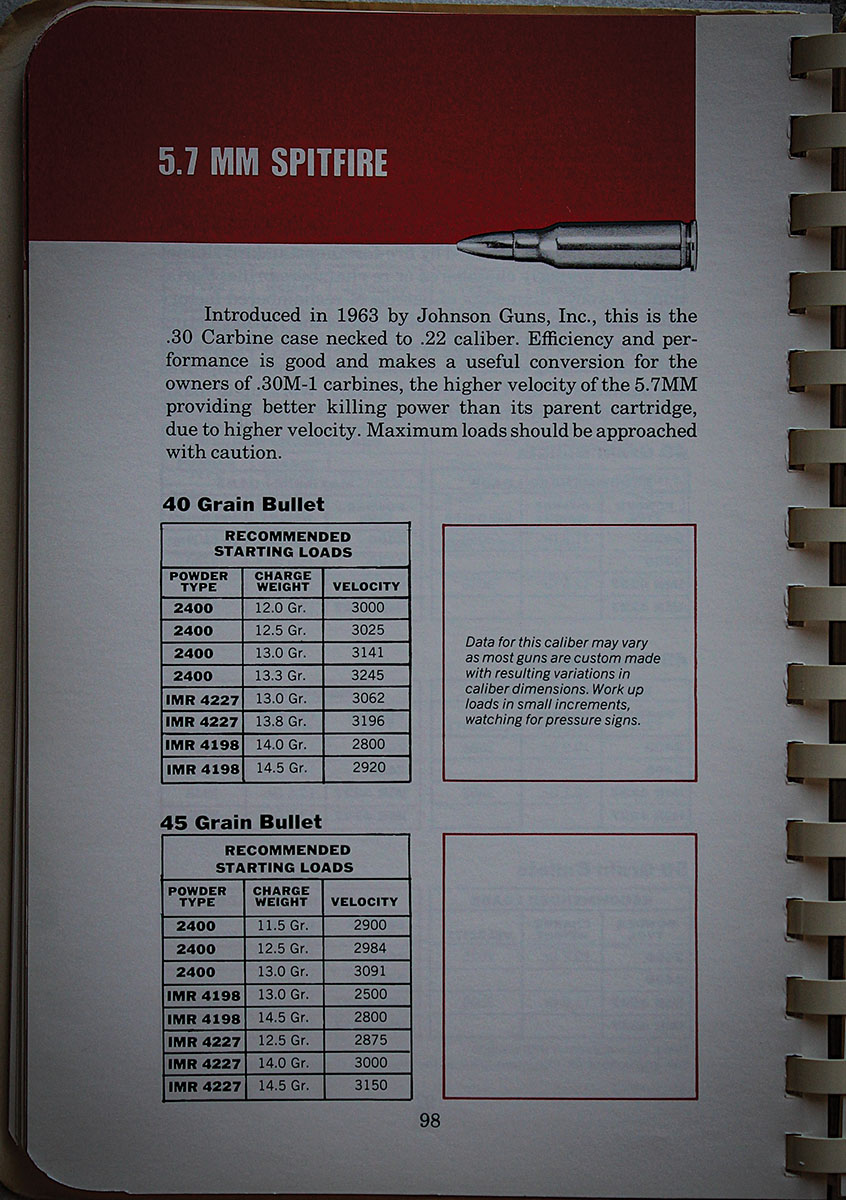 5.7 MM SPITFIRE
Introduced in 1963 by Johnson Guns, Inc., this is the
.30 Carbine case necked to .22 caliber. Efficiency and per-
formance is good and makes a useful conversion for the
owners of .30M-1 carbines, the higher velocity of the 5.7MM
providing better killing power than its parent cartridge,
due to higher velocity. Maximum loads should be approached
with caution.
40 Grain Bullet
RECOMMENDED
STARTING LOADS
POWDER TYPE CHARGE WEIGHT VELOCITY
2400 12.0 Gr. 3000
2400 12.5 Gr. 3025
2400 13.0 Gr. 3141
2400 13.3 Gr. 3245
IMR 4227 13.0 Gr. 3062
IMR 4227 13.8 Gr. 3196
IMR 4198 14.0 Gr. 2800
IMR 4198 14.5 Gr. 2920
Data for this caliber may vary
as most guns are custom made
with resulting variations in
caliber dimensions. Work up
loads in small increments,
watching for pressure signs.
45 Grain Bullet
RECOMMENDED
STARTING LOADS
POWDER TYPE CHARGE WEIGHT VELOCITY
2400 11.5 Gr. 2900
2400 12.5 Gr. 2984
2400 13.0 Gr. 3091
IMR 4198 13.0 Gr. 2500
IMR 4198 14.5 Gr. 2800
IMR 4227 12.5 Gr. 2875
IMR 4227 14.0 Gr. 3000
IMR 4227 14.5 Gr. 3150
98